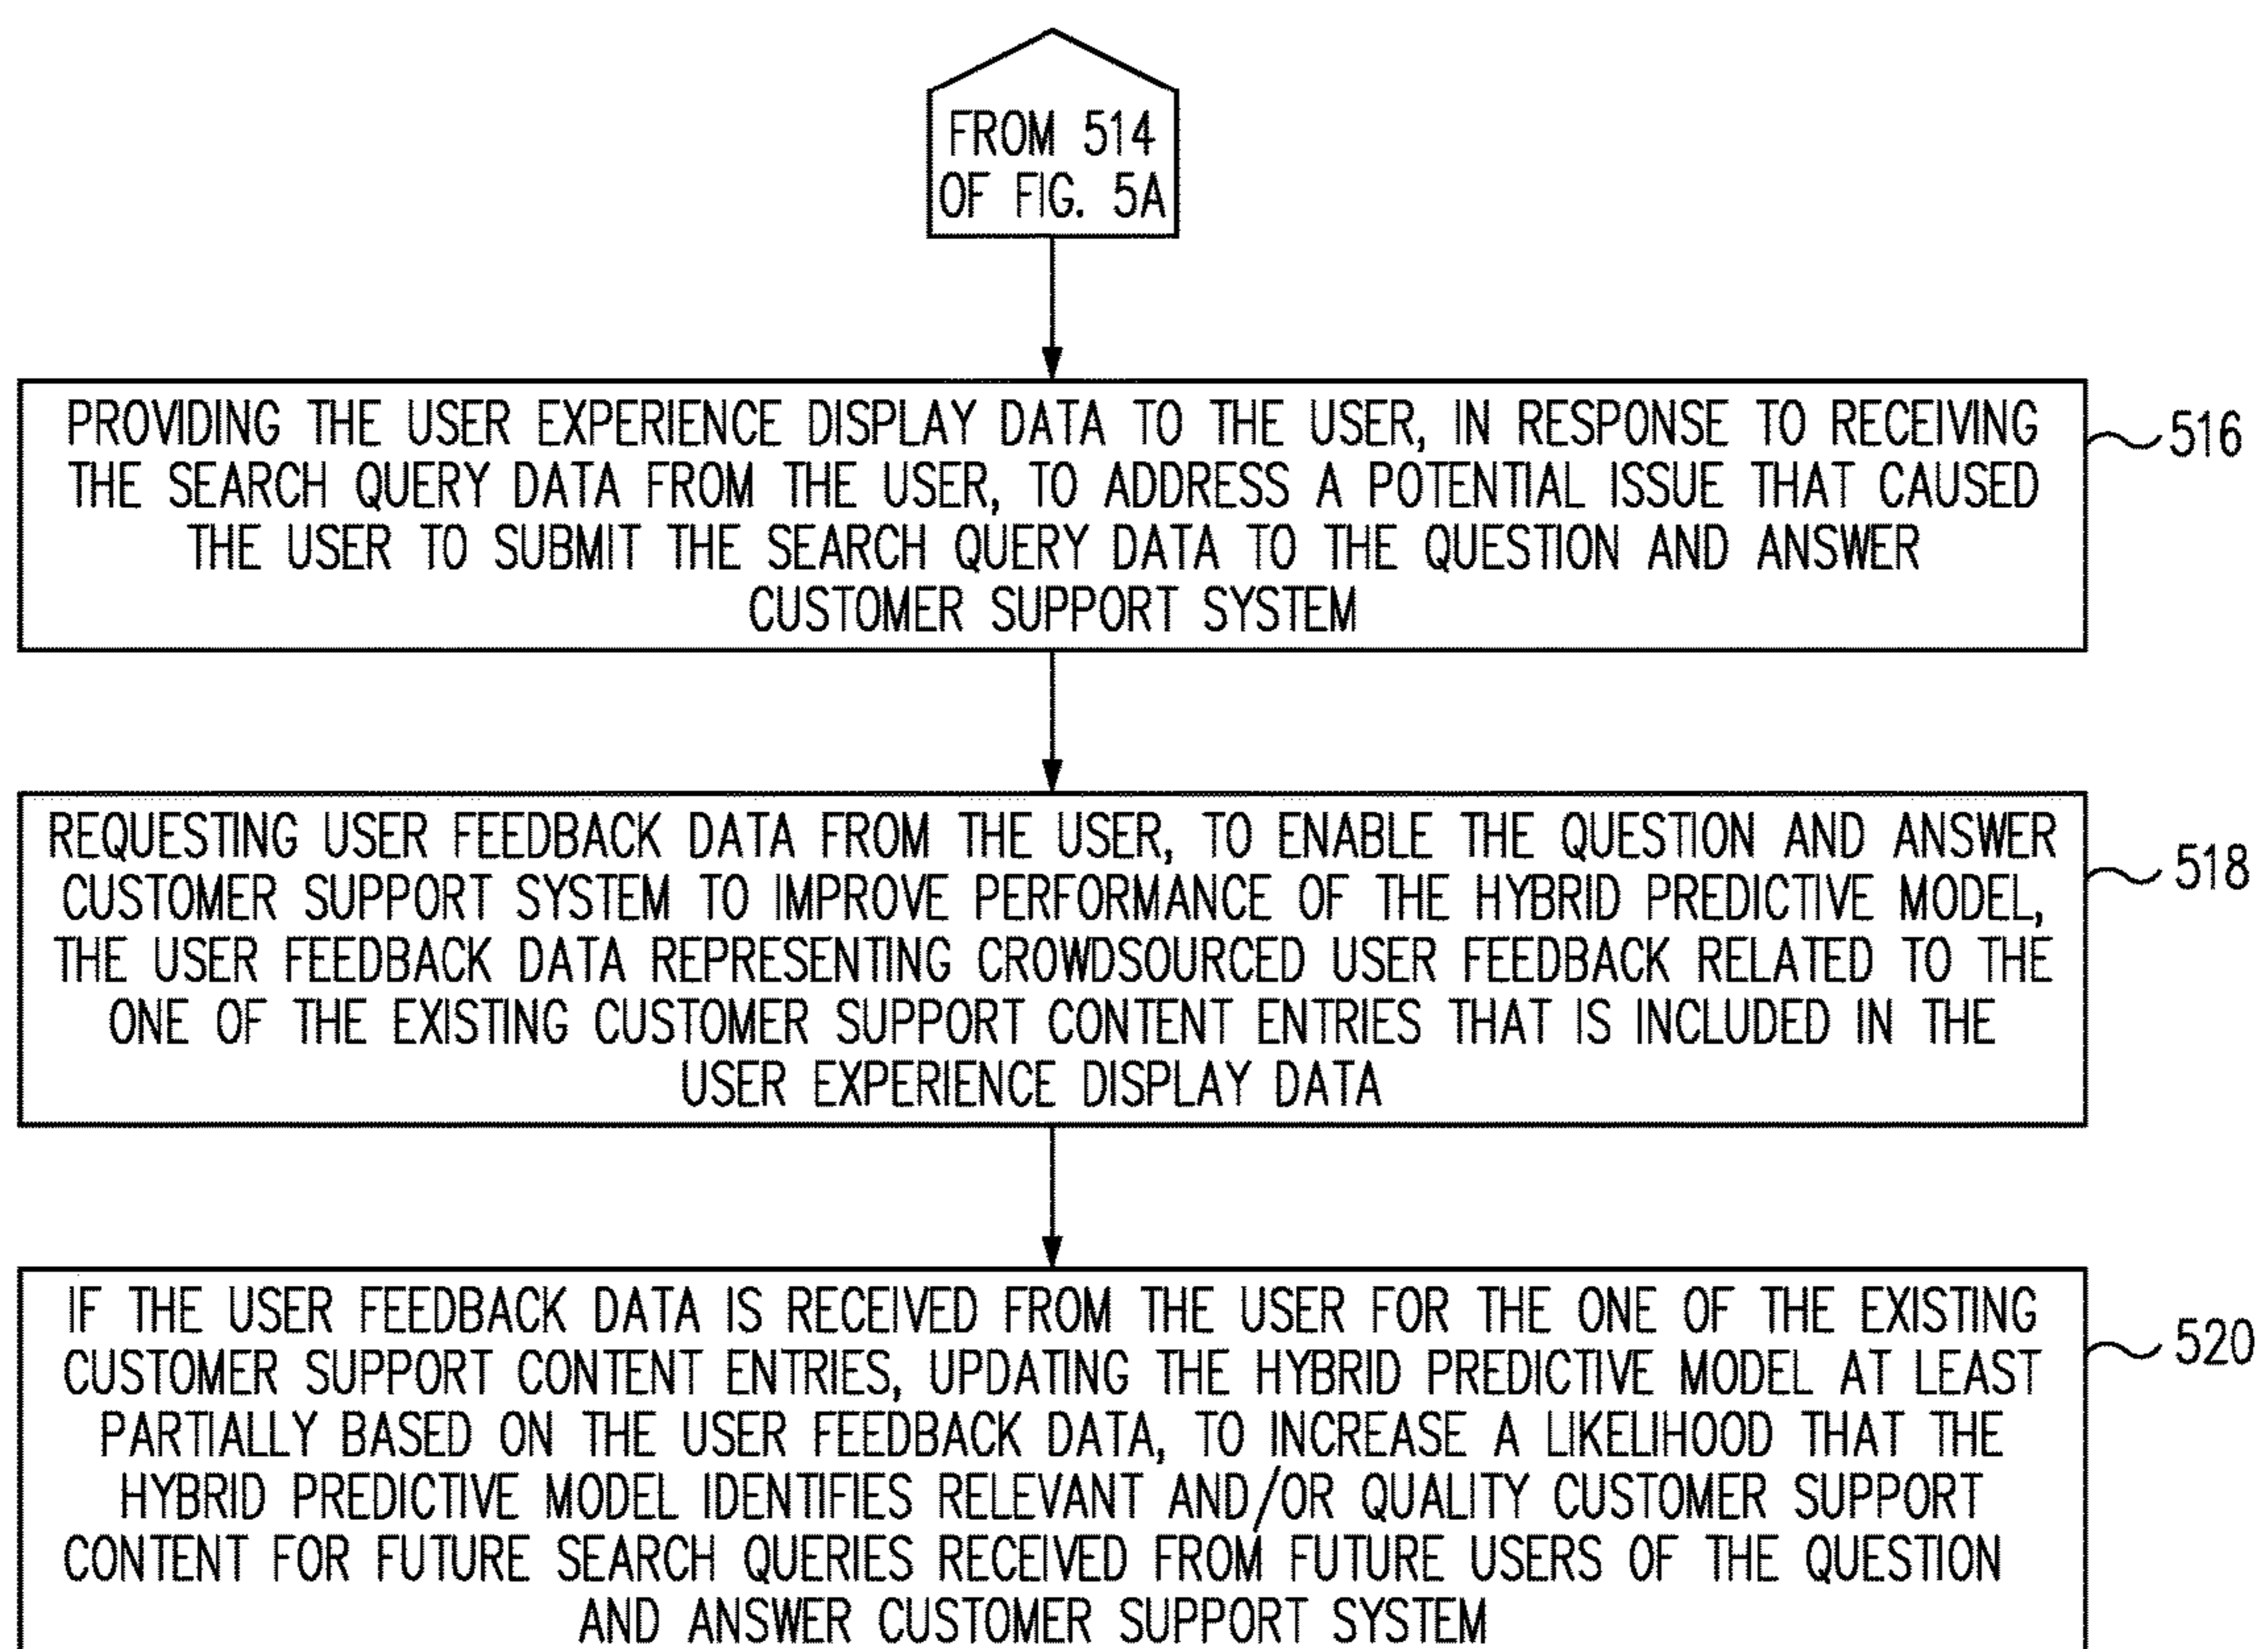 FROM 514
OF FIG. 5A
PROVIDING THE USER EXPERIENCE DISPLAY DATA TO THE USER, IN RESPONSE TO RECEIVING
THE SEARCH QUERY DATA FROM THE USER, TO ADDRESS A POTENTIAL ISSUE THAT CAUSED
THE USER TO SUBMIT THE SEARCH QUERY DATA TO THE QUESTION AND ANSWER
CUSTOMER SUPPORT SYSTEM
516
REQUESTING USER FEEDBACK DATA FROM THE USER, TO ENABLE THE QUESTION AND ANSWER
CUSTOMER SUPPORT SYSTEM TO IMPROVE PERFORMANCE OF THE HYBRID PREDICTIVE MODEL,
THE USER FEEDBACK DATA REPRESENTING CROWDSOURCED USER FEEDBACK RELATED TO THE
ONE OF THE EXISTING CUSTOMER SUPPORT CONTENT ENTRIES THAT IS INCLUDED IN THE
USER EXPERIENCE DISPLAY DATA
518
IF THE USER FEEDBACK DATA IS RECEIVED FROM THE USER FOR THE ONE OF THE EXISTING
CUSTOMER SUPPORT CONTENT ENTRIES, UPDATING THE HYBRID PREDICTIVE MODEL AT LEAST
PARTIALLY BASED ON THE USER FEEDBACK DATA, TO INCREASE A LIKELIHOOD THAT THE
HYBRID PREDICTIVE MODEL IDENTIFIES RELEVANT AND/OR QUALITY CUSTOMER SUPPORT
CONTENT FOR FUTURE SEARCH QUERIES RECEIVED FROM FUTURE USERS OF THE QUESTION
AND ANSWER CUSTOMER SUPPORT SYSTEM
520